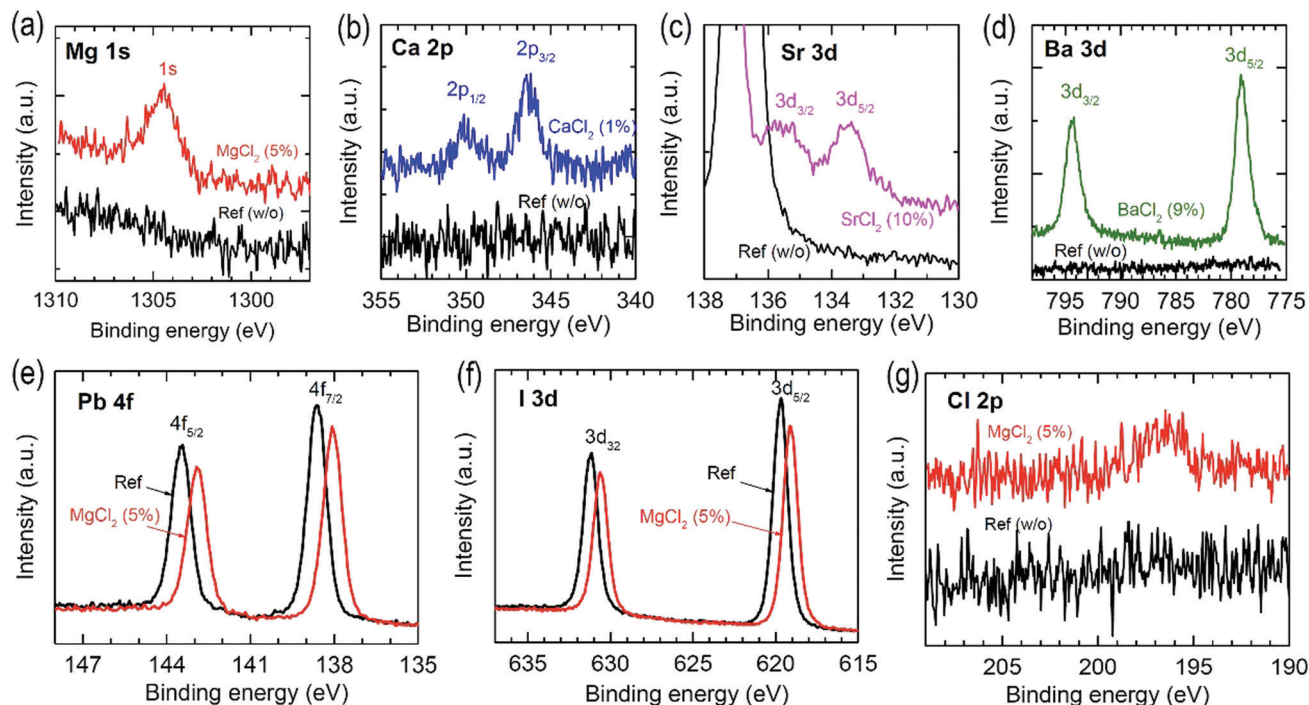 (a)
Mg 1s
1s
MgCl₂ (5%)
Ref (w/o)
Intensity (a.u.)
1310 1305 1300
Binding energy (eV)
(b)
Ca 2p
2p₃/₂
2p₁/₂
CaCl₂ (1%)
Ref (w/o)
Intensity (a.u.)
355 350 345 340
Binding energy (eV)
(c)
Sr 3d
3d₃/₂ 3d₅/₂
SrCl₂ (10%)
Ref (w/o)
Intensity (a.u.)
138 136 134 132 130
Binding energy (eV)
(d)
Ba 3d
3d₅/₂
3d₃/₂
BaCl₂ (9%)
Ref (w/o)
Intensity (a.u.)
795 790 785 780 775
Binding energy (eV)
(e)
Pb 4f
4f₇/₂
4f₅/₂
Ref
MgCl₂ (5%)
Intensity (a.u.)
147 144 141 138 135
Binding energy (eV)
(f)
I 3d
3d₅/₂
3d₃₂
Ref
MgCl₂ (5%)
Intensity (a.u.)
635 630 625 620 615
Binding energy (eV)
(g)
Cl 2p
MgCl₂ (5%)
Ref (w/o)
Intensity (a.u.)
205 200 195 190
Binding energy (eV)